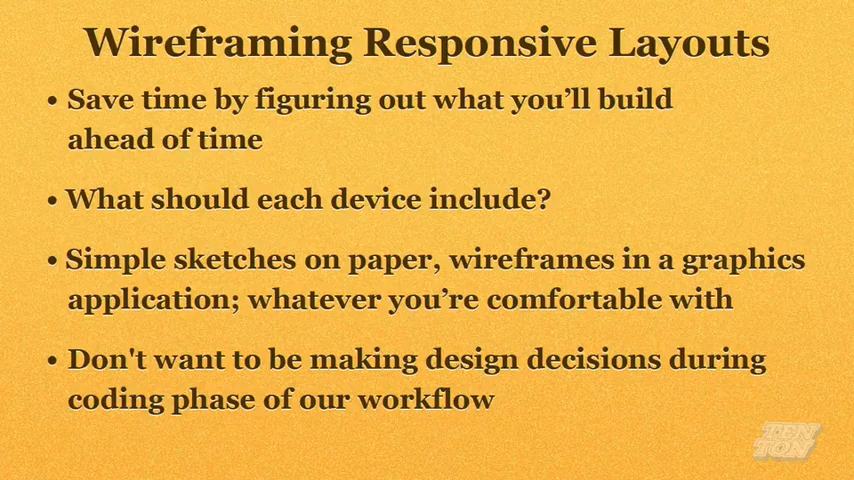 Wireframing Responsive Layouts
• Save time by figuring out what you’ll build
ahead of time
• What should each device include?
• Simple sketches on paper, wireframes in a graphics
application; whatever you’re comfortable with
• Don't want to be making design decisions during
coding phase of our workflow
TEN
TON